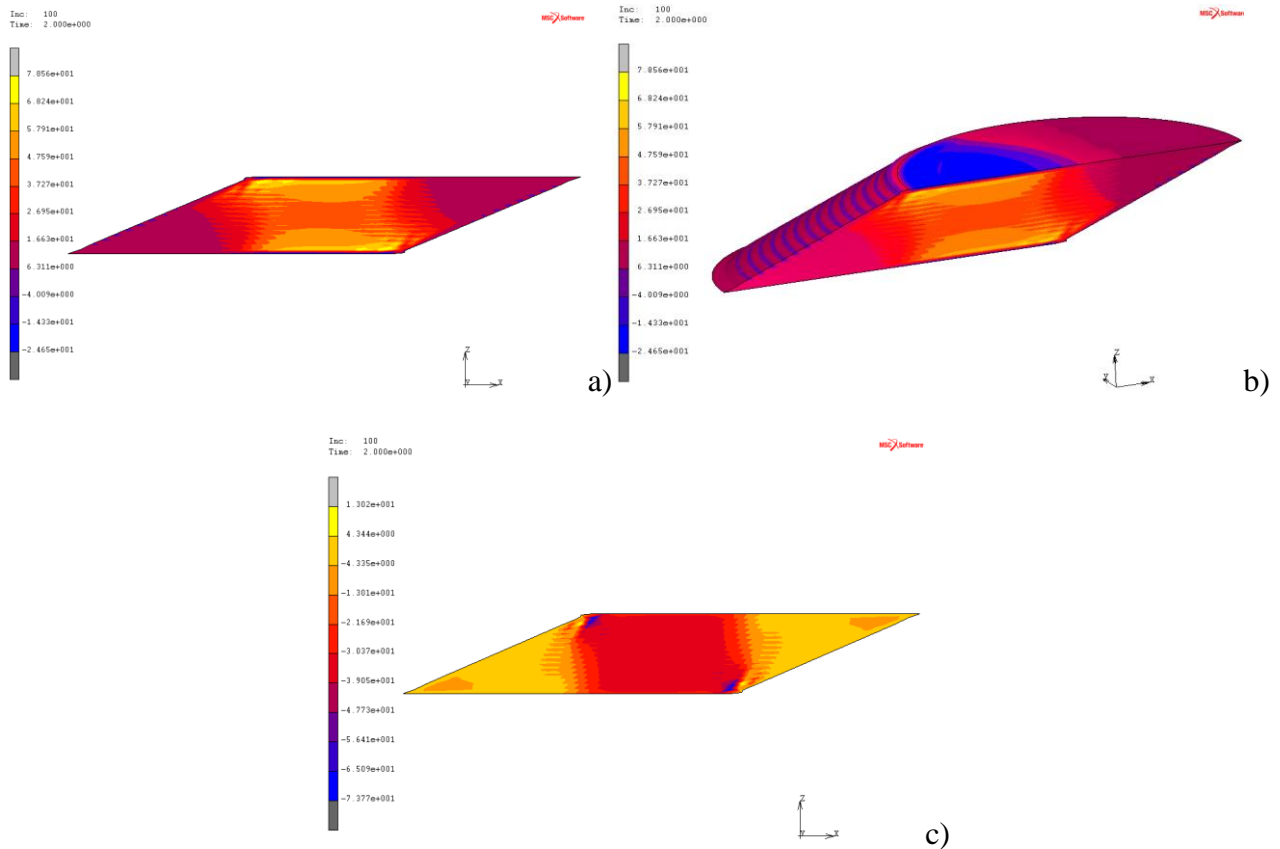 Inc: 100
Time: 2.000e+000
MSC Software
7.856e+001
6.824e+001
5.791e+001
4.759e+001
3.727e+001
2.695e+001
1.663e+001
6.311e+000
-4.009e+000
-1.433e+001
-2.465e+001
Z
Y
X
a)
Inc: 100
Time: 2.000e+000
MSC Softwar
7.856e+001
6.824e+001
5.791e+001
4.759e+001
3.727e+001
2.695e+001
1.663e+001
6.311e+000
-4.009e+000
-1.433e+001
-2.465e+001
Z
Y
X
b)
Inc: 100
Time: 2.000e+000
MSC Software
1.302e+001
4.344e+000
-4.335e+000
-1.301e+001
-2.169e+001
-3.037e+001
-3.905e+001
-4.773e+001
-5.641e+001
-6.509e+001
-7.377e+001
Z
Y
X
c)